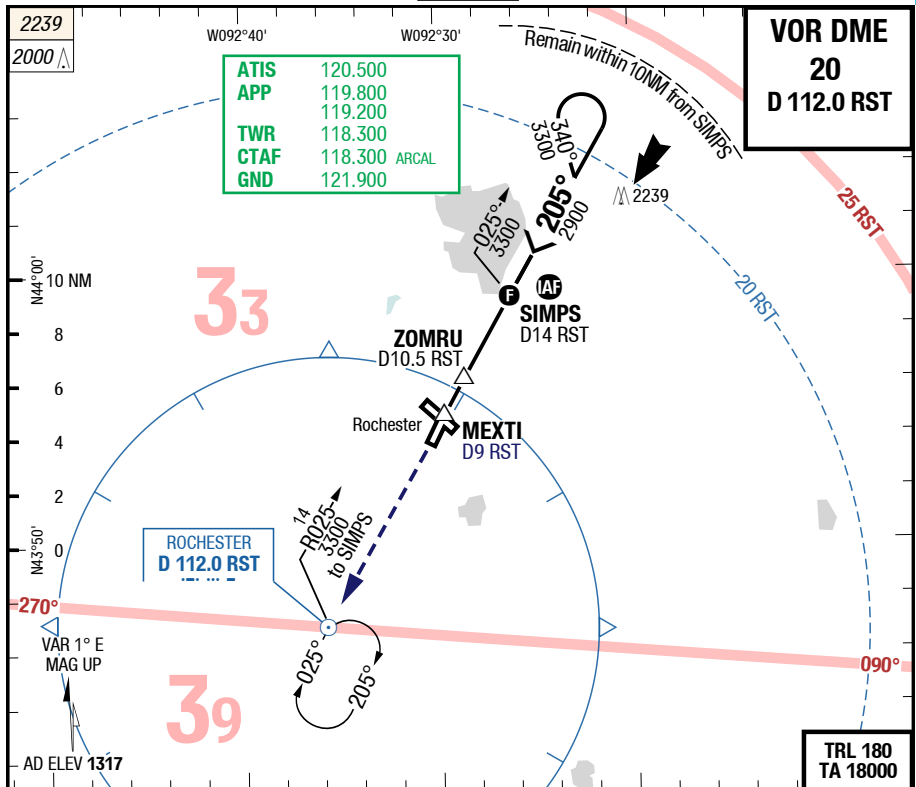 2239
2000
W092°40'
W092°30'
VOR DME
20
D 112.0 RST
ATIS 120.500
APP 119.800
119.200
TWR 118.300
CTAF 118.300 ARCAL
GND 121.900
Remain within 10NM from SIMPS
340°
3300
205°
2900
025°
3300
2239
25 RST
20 RST
N44°00'
10 NM
8
6
4
2
0
N43°50'
33
F
IAF
SIMPS
D14 RST
ZOMRU
D10.5 RST
Rochester
MEXTI
D9 RST
14
R025
3300
to SIMPS
ROCHESTER
D 112.0 RST
270°
090°
VAR 1° E
MAG UP
025°
205°
39
AD ELEV 1317
TRL 180
TA 18000